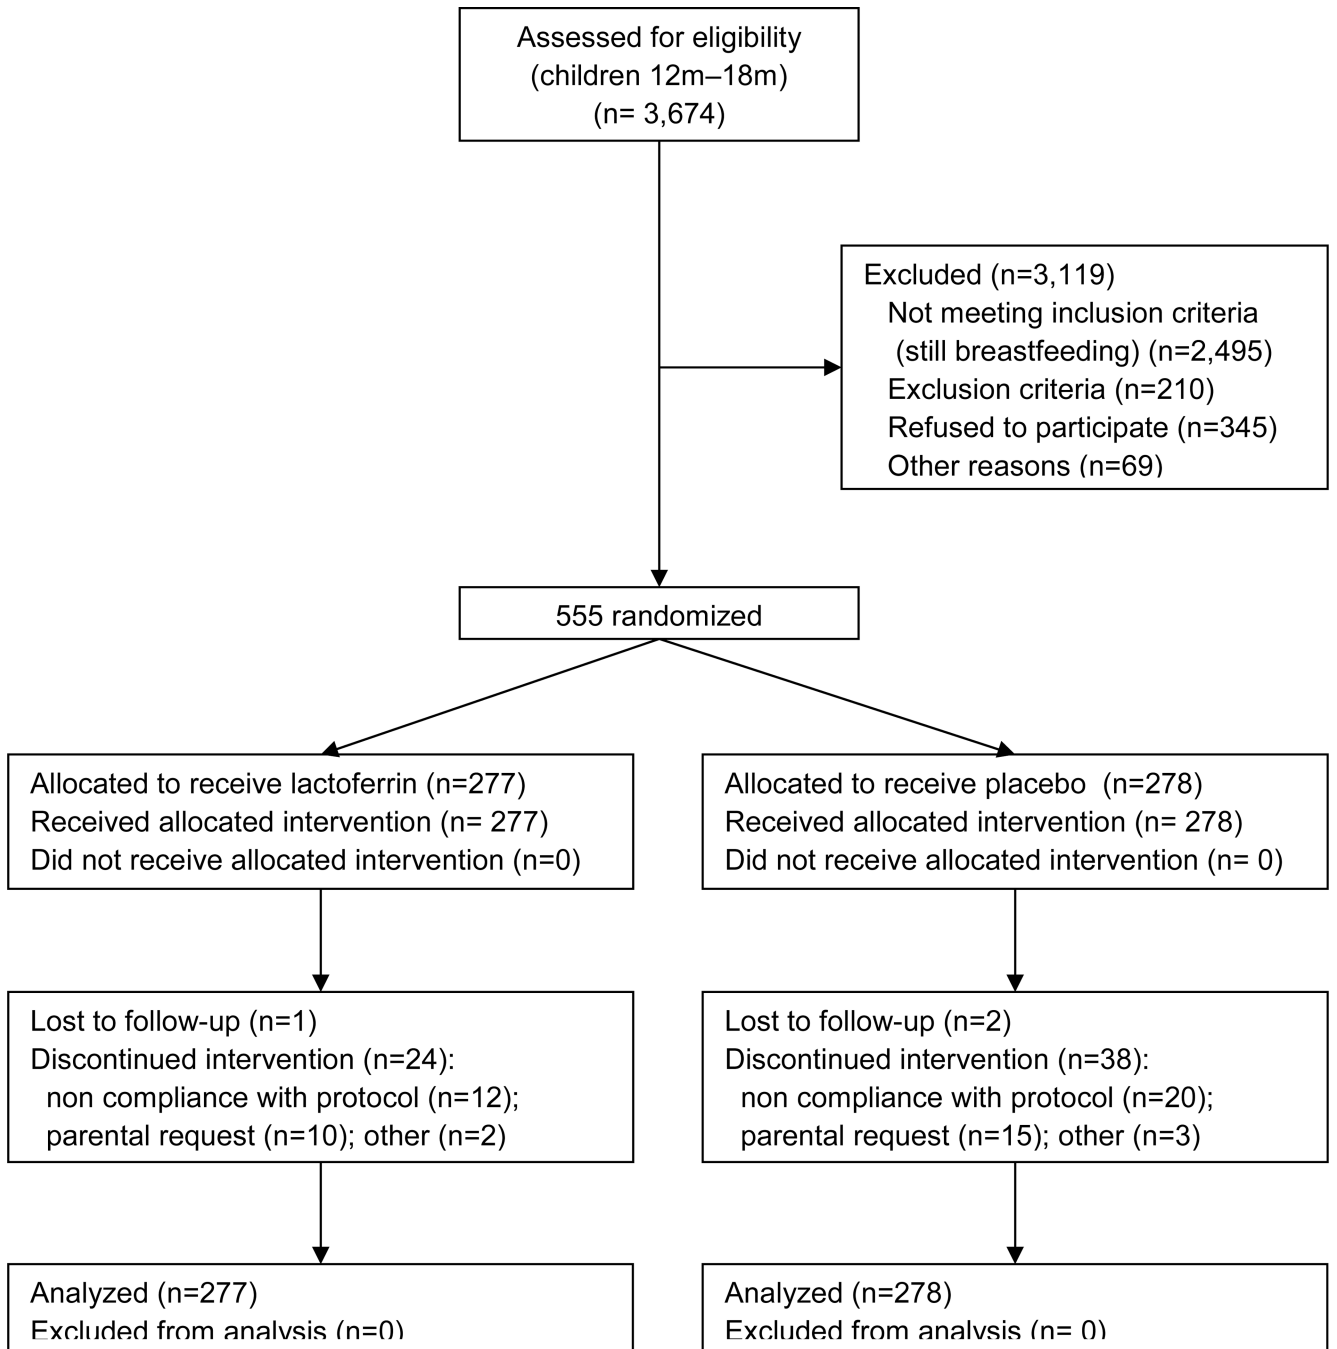 Assessed for eligibility
(children 12m–18m)
(n= 3,674)
Excluded (n=3,119)
Not meeting inclusion criteria
(still breastfeeding) (n=2,495)
Exclusion criteria (n=210)
Refused to participate (n=345)
Other reasons (n=69)
555 randomized
Allocated to receive lactoferrin (n=277)
Received allocated intervention (n= 277)
Did not receive allocated intervention (n=0)
Allocated to receive placebo  (n=278)
Received allocated intervention (n= 278)
Did not receive allocated intervention (n= 0)
Lost to follow-up (n=1)
Discontinued intervention (n=24):
non compliance with protocol (n=12);
parental request (n=10); other (n=2)
Lost to follow-up (n=2)
Discontinued intervention (n=38):
non compliance with protocol (n=20);
parental request (n=15); other (n=3)
Analyzed (n=277)
Excluded from analysis (n=0)
Analyzed (n=278)
Excluded from analysis (n= 0)